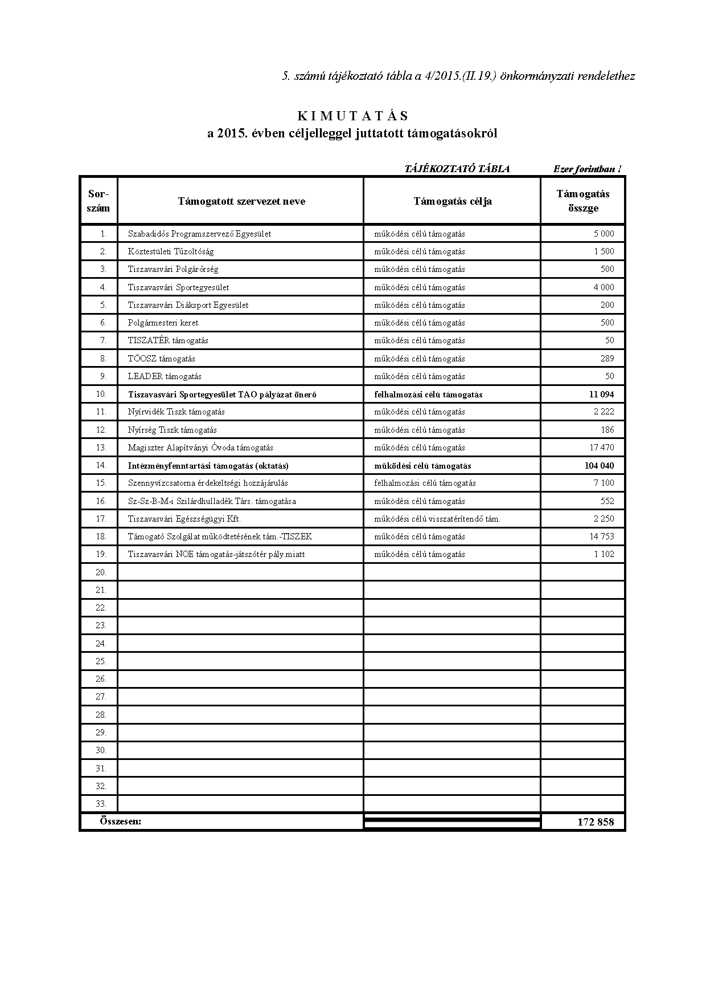 5. számú tájékoztató tábla a 4/2015.(II.19.) önkormányzati rendelethez
K I M U T A T Á S
a 2015. évben céljelleggel juttatott támogatásokról
TÁJÉKOZTATÓ TÁBLA Ezer forintban !
Sor-szám Támogatott szervezet neve Támogatás célja Támogatás összge
1. Szabadidős Programszervező Egyesület működési célú támogatás 5 000
2. Köztestületi Tűzoltóság működési célú támogatás 1 500
3. Tiszavasvári Polgárőrség működési célú támogatás 500
4. Tiszavasvári Sportegyesület működési célú támogatás 4 000
5. Tiszavasvári Diáksport Egyesület működési célú támogatás 200
6. Polgármesteri keret működési célú támogatás 500
7. TISZATÉR támogatás működési célú támogatás 50
8. TÖOSZ támogatás működési célú támogatás 289
9. LEADER támogatás működési célú támogatás 50
10. Tiszavasvári Sportegyesület TAO pályázat önerő felhalmozási célú támogatás 11 094
11. Nyírvidék Tiszk támogatás működési célú támogatás 2 222
12. Nyírség Tiszk támogatás működési célú támogatás 186
13. Magiszter Alapítványi Óvoda támogatás működési célú támogatás 17 470
14. Intézményfenntartási támogatás (oktatás) működési célú támogatás 104 040
15. Szennyvízcsatorna érdekeltségi hozzájárulás felhalmozási célú támogatás 7 100
16. Sz-Sz-B-M-i Szilárdhulladék Társ. támogatása működési célú támogatás 552
17. Tiszavasvári Egészségügyi Kft. működési célú visszatérítendő tám. 2 250
18. Támogató Szolgálat működtetésének tám.-TISZEK működési célú támogatás 14 753
19. Tiszavasvári NOE támogatás-játszótér pály.miatt működési célú támogatás 1 102
20.
21.
22.
23.
24.
25.
26.
27.
28.
29.
30.
31.
32.
33.
Összesen: 172 858